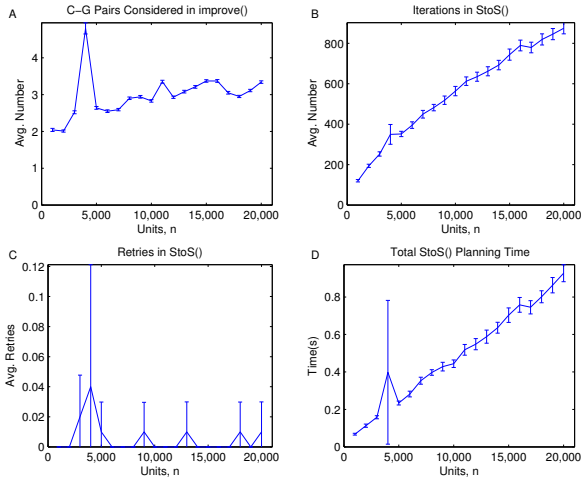 A
C−G Pairs Considered in improve()
Avg. Number
4
3
2
1
0
0
5,000
10,000
15,000
20,000
Units, n
B
Iterations in StoS()
Avg. Number
800
600
400
200
0
0
5,000
10,000
15,000
20,000
Units, n
C
Retries in StoS()
Avg. Retries
0.12
0.1
0.08
0.06
0.04
0.02
0
0
5,000
10,000
15,000
20,000
Units, n
D
Total StoS() Planning Time
Time(s)
0.8
0.6
0.4
0.2
0
0
5,000
10,000
15,000
20,000
Units, n